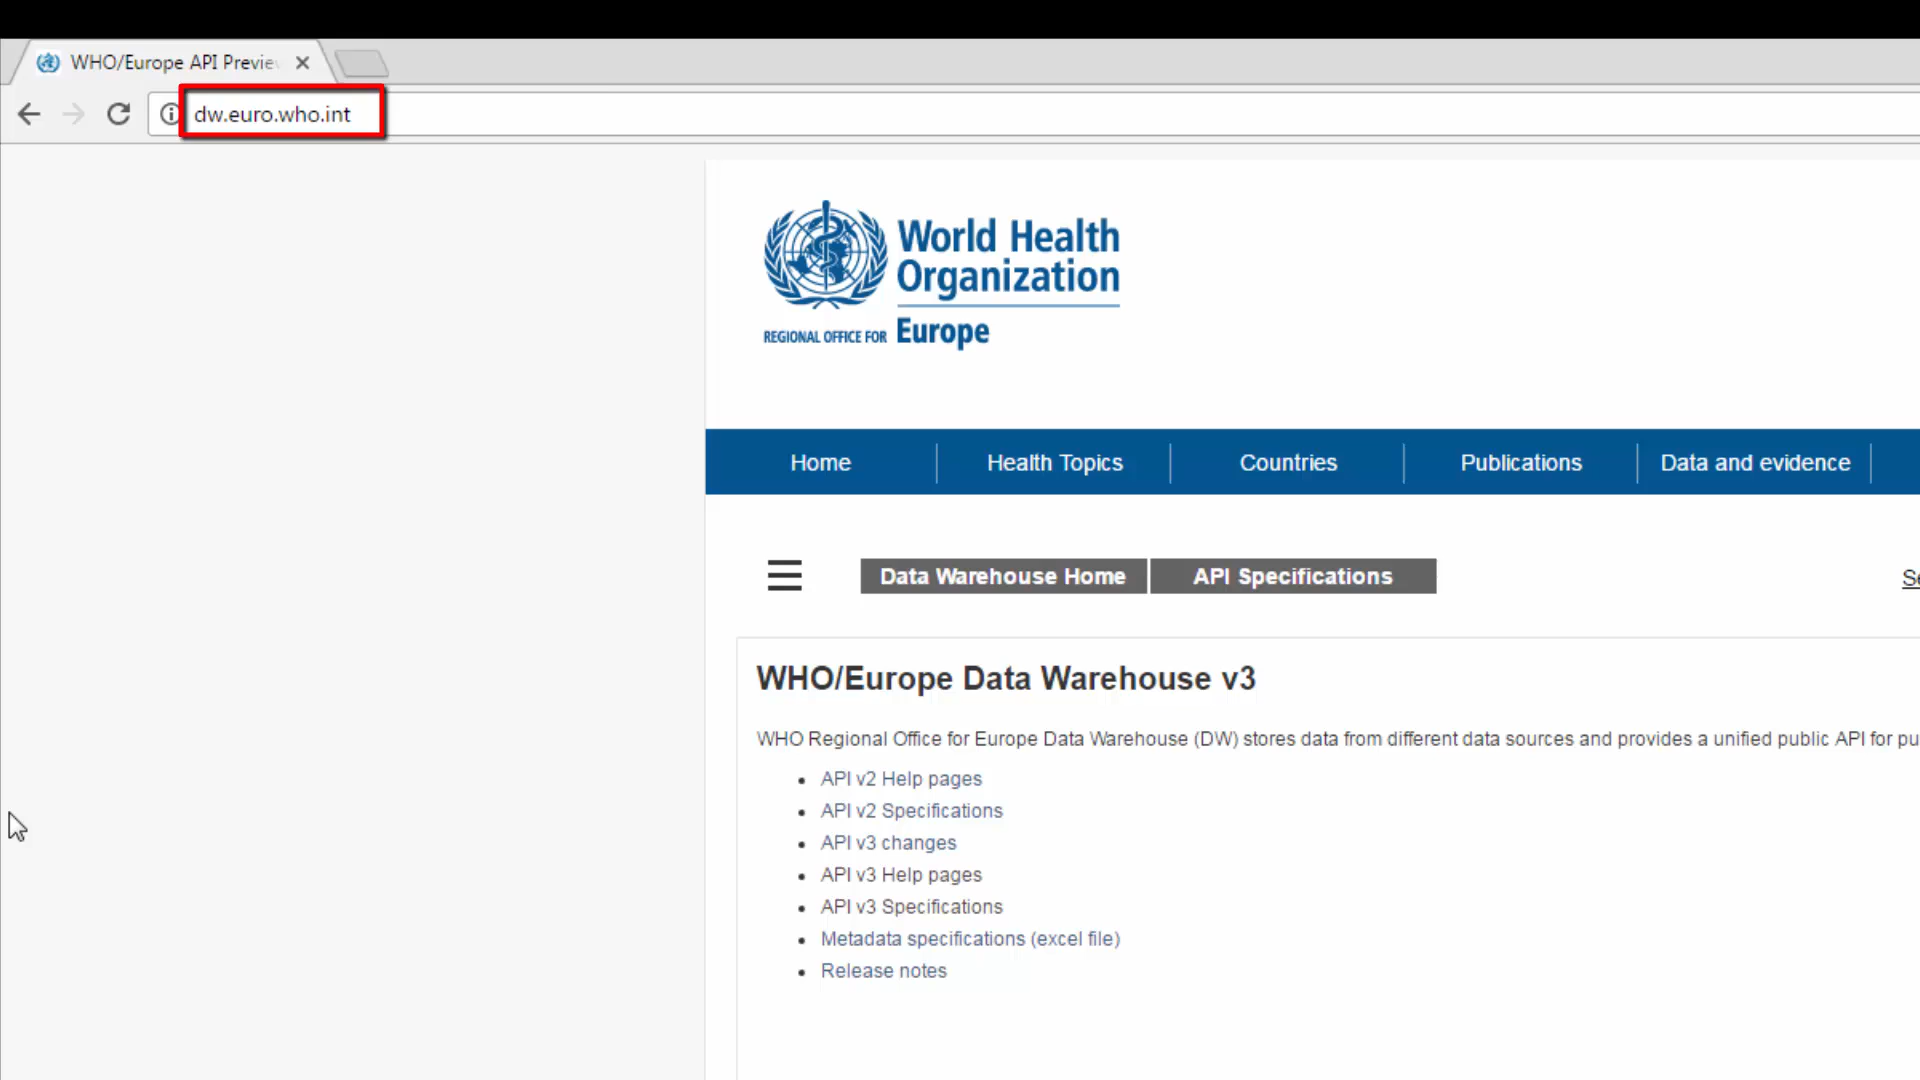 WHO/Europe API Previe
dw.euro.who.int
World Health
Organization
REGIONAL OFFICE FOR Europe
Home Health Topics Countries Publications Data and evidence
Data Warehouse Home API Specifications
WHO/Europe Data Warehouse v3
WHO Regional Office for Europe Data Warehouse (DW) stores data from different data sources and provides a unified public API for pu
• API v2 Help pages
• API v2 Specifications
• API v3 changes
• API v3 Help pages
• API v3 Specifications
• Metadata specifications (excel file)
• Release notes